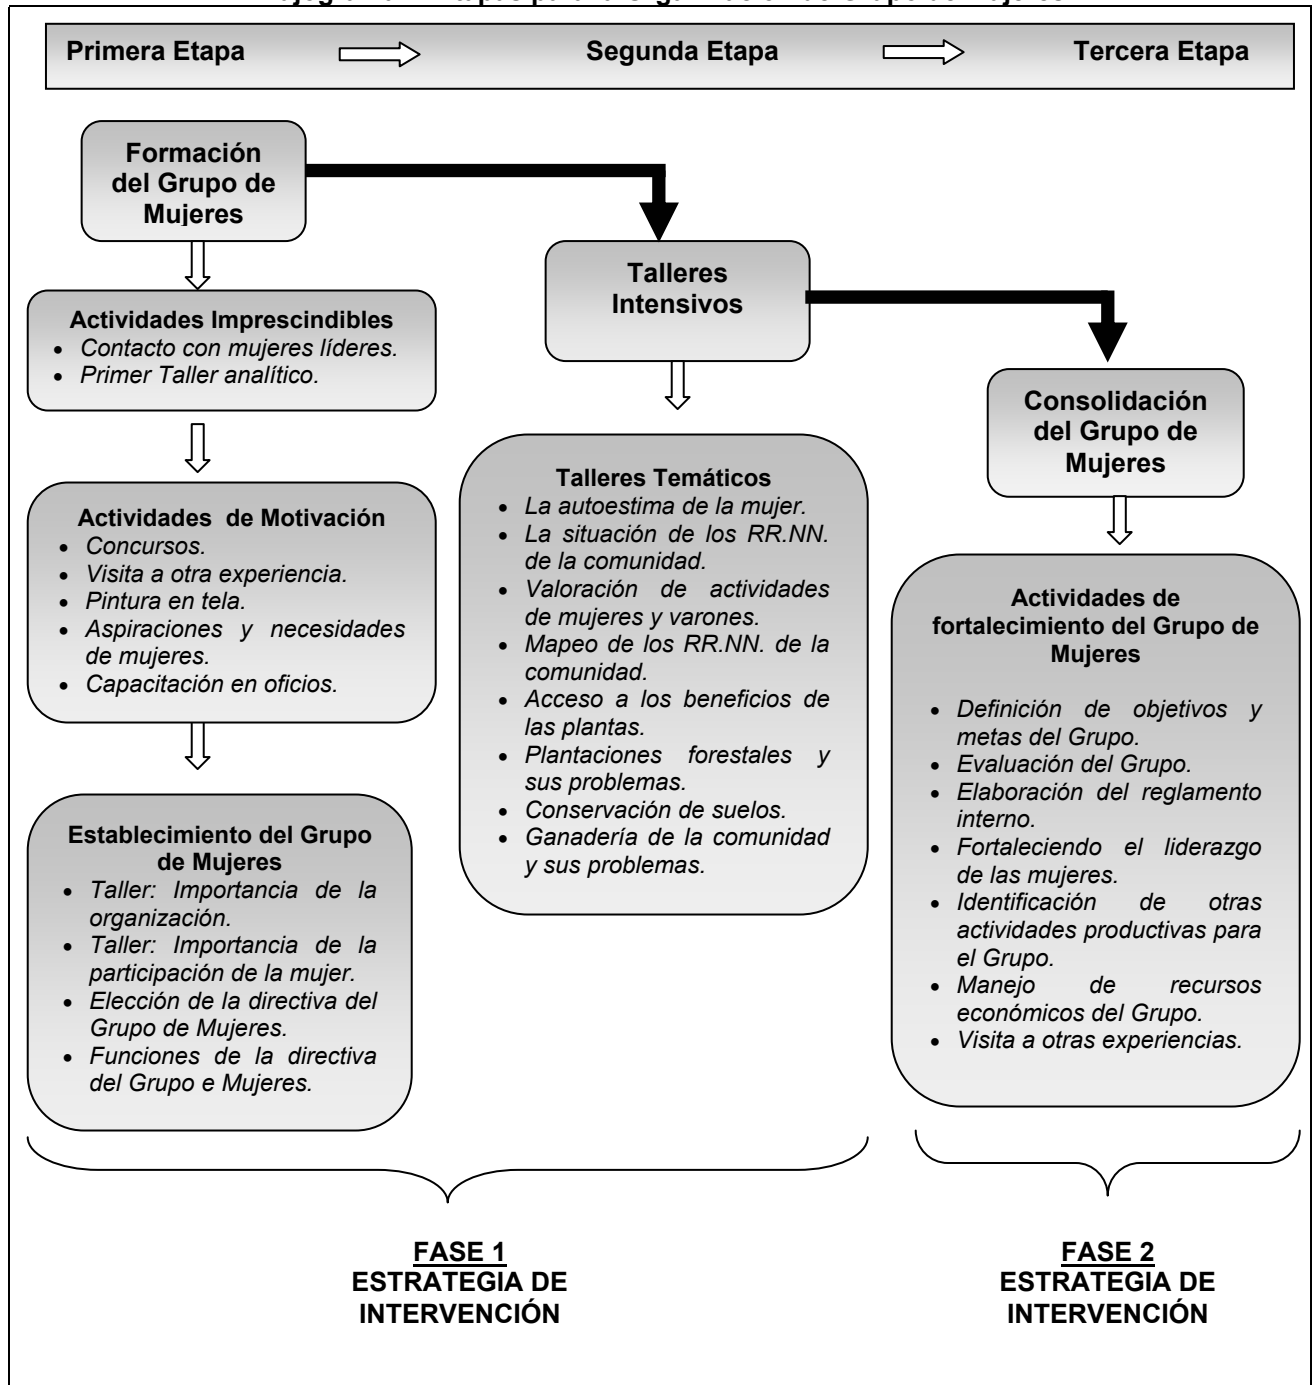 Primera Etapa Segunda Etapa Tercera Etapa
Formación
del Grupo de
Mujeres
Actividades Imprescindibles
• Contacto con mujeres líderes.
• Primer Taller analítico.
Actividades de Motivación
• Concursos.
• Visita a otra experiencia.
• Pintura en tela.
• Aspiraciones y necesidades
de mujeres.
• Capacitación en oficios.
Establecimiento del Grupo
de Mujeres
• Taller: Importancia de la
organización.
• Taller: Importancia de la
participación de la mujer.
• Elección de la directiva del
Grupo de Mujeres.
• Funciones de la directiva
del Grupo e Mujeres.
Talleres
Intensivos
Talleres Temáticos
• La autoestima de la mujer.
• La situación de los RR.NN.
de la comunidad.
• Valoración de actividades
de mujeres y varones.
• Mapeo de los RR.NN. de la
comunidad.
• Acceso a los beneficios de
las plantas.
• Plantaciones forestales y
sus problemas.
• Conservación de suelos.
• Ganadería de la comunidad
y sus problemas.
Consolidación
del Grupo de
Mujeres
Actividades de
fortalecimiento del Grupo de
Mujeres
• Definición de objetivos y
metas del Grupo.
• Evaluación del Grupo.
• Elaboración del reglamento
interno.
• Fortaleciendo el liderazgo
de las mujeres.
• Identificación de otras
actividades productivas para
el Grupo.
• Manejo de recursos
económicos del Grupo.
• Visita a otras experiencias.
FASE 1
ESTRATEGIA DE
INTERVENCIÓN
FASE 2
ESTRATEGIA DE
INTERVENCIÓN